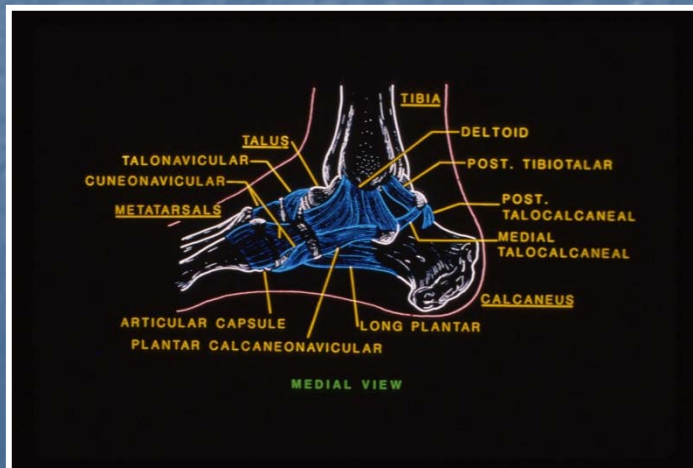 TIBIA
TALUS
DELTOID
TALONAVICULAR
POST. TIBIOTALAR
CUNEONAVICULAR
METATARSALS
POST.
TALOCALCANEAL
MEDIAL
TALOCALCANEAL
CALCANEUS
ARTICULAR CAPSULE
LONG PLANTAR
PLANTAR CALCANEONAVICULAR
MEDIAL VIEW